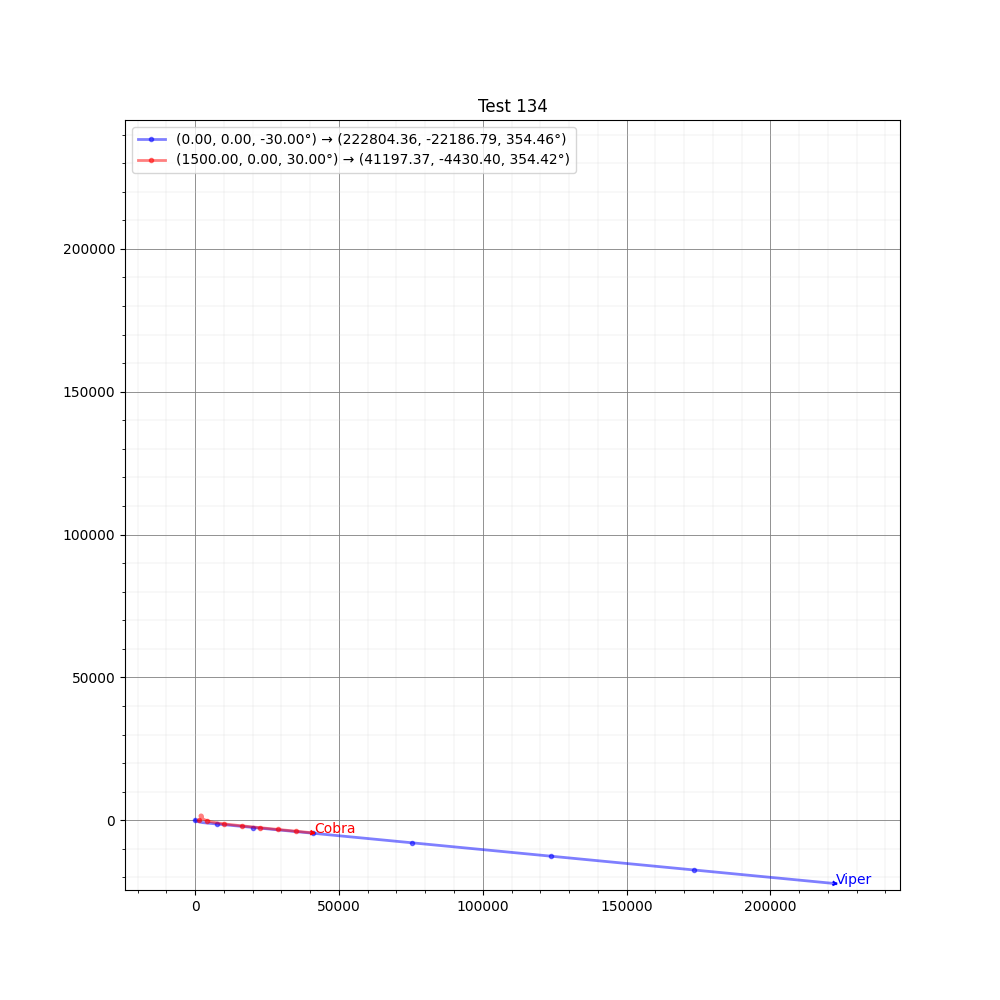 Test 134
(0.00, 0.00, -30.00°) → (222804.36, -22186.79, 354.46°)
(1500.00, 0.00, 30.00°) → (41197.37, -4430.40, 354.42°)
200000
150000
100000
50000
0
Cobra
Viper
0 50000 100000 150000 200000